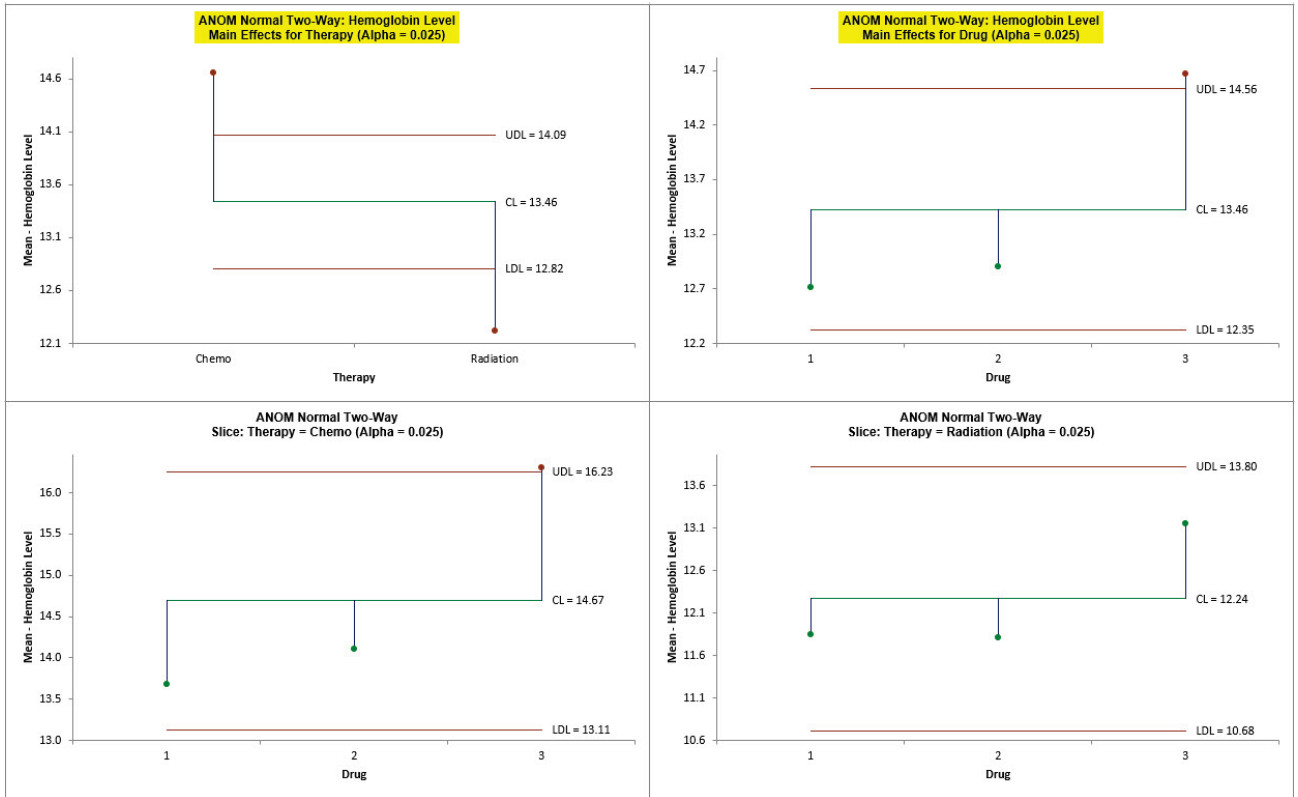 ANOM Normal Two-Way: Hemoglobin Level
Main Effects for Therapy (Alpha = 0.025)
Mean - Hemoglobin Level
14.6
14.1
13.6
13.1
12.6
12.1
UDL = 14.09
CL = 13.46
LDL = 12.82
Chemo
Radiation
Therapy
ANOM Normal Two-Way: Hemoglobin Level
Main Effects for Drug (Alpha = 0.025)
Mean - Hemoglobin Level
14.7
14.2
13.7
13.2
12.7
12.2
UDL = 14.56
CL = 13.46
LDL = 12.35
1
2
3
Drug
ANOM Normal Two-Way
Slice: Therapy = Chemo (Alpha = 0.025)
Mean - Hemoglobin Level
16.0
15.5
15.0
14.5
14.0
13.5
13.0
UDL = 16.23
CL = 14.67
LDL = 13.11
1
2
3
Drug
ANOM Normal Two-Way
Slice: Therapy = Radiation (Alpha = 0.025)
Mean - Hemoglobin Level
13.6
13.1
12.6
12.1
11.6
11.1
10.6
UDL = 13.80
CL = 12.24
LDL = 10.68
1
2
3
Drug